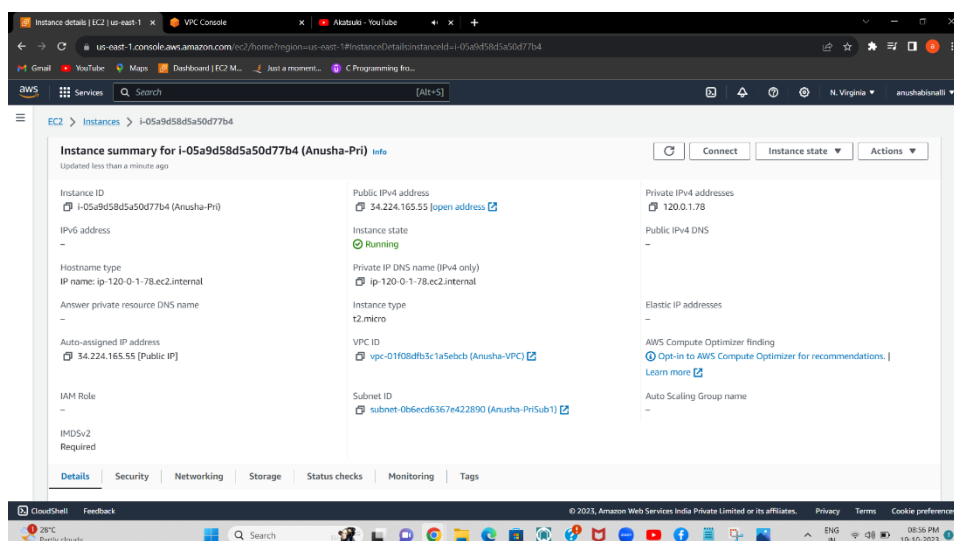 Instance details | EC2 | us-east-1
VPC Console
Akatsuki - YouTube
us-east-1.console.aws.amazon.com/ec2/home?region=us-east-1#InstanceDetails:instanceId=i-05a9d58d5a50d77b4
Gmail YouTube Maps Dashboard | EC2 M... Just a moment... C Programming fro...
aws Services Search [Alt+S] N. Virginia anushabisnalli
EC2 > Instances > i-05a9d58d5a50d77b4
Instance summary for i-05a9d58d5a50d77b4 (Anusha-Pri) Info
Connect Instance state Actions
Updated less than a minute ago
Instance ID
i-05a9d58d5a50d77b4 (Anusha-Pri)
Public IPv4 address
34.224.165.55 |open address
Private IPv4 addresses
120.0.1.78
IPv6 address
–
Instance state
Running
Public IPv4 DNS
–
Hostname type
IP name: ip-120-0-1-78.ec2.internal
Private IP DNS name (IPv4 only)
ip-120-0-1-78.ec2.internal
Answer private resource DNS name
–
Instance type
t2.micro
Elastic IP addresses
–
Auto-assigned IP address
34.224.165.55 [Public IP]
VPC ID
vpc-01f08dfb3c1a5ebcb (Anusha-VPC)
AWS Compute Optimizer finding
Opt-in to AWS Compute Optimizer for recommendations. |
Learn more
IAM Role
–
Subnet ID
subnet-0b6ecd6367e422890 (Anusha-PriSub1)
Auto Scaling Group name
–
IMDSv2
Required
Details Security Networking Storage Status checks Monitoring Tags
CloudShell Feedback © 2023, Amazon Web Services India Private Limited or its affiliates. Privacy Terms Cookie preference
28°C
Partly cloudy
Search
ENG
IN
08:56 PM
10-10-2023